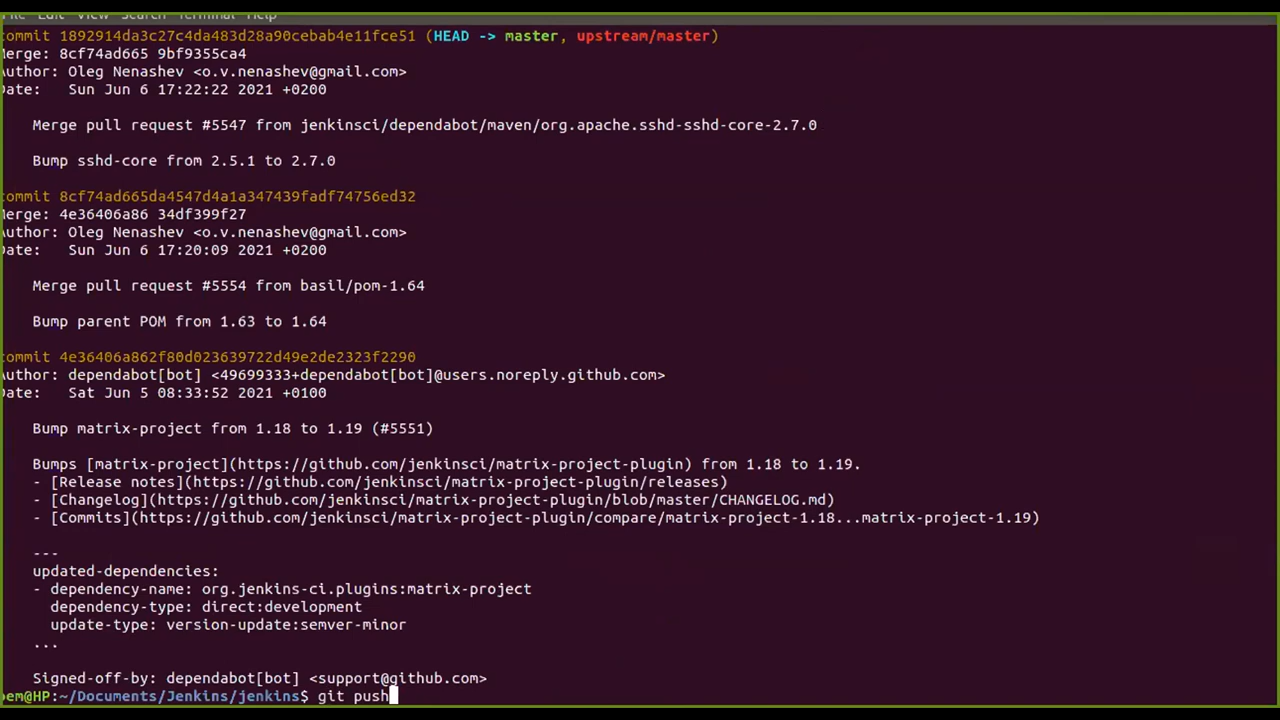 File Edit View Search Terminal Help
commit 1892914da3c27c4da483d28a90cebab4e11fce51 (HEAD -> master, upstream/master)
Merge: 8cf74ad665 9bf9355ca4
Author: Oleg Nenashev <o.v.nenashev@gmail.com>
Date:   Sun Jun 6 17:22:22 2021 +0200
Merge pull request #5547 from jenkinsci/dependabot/maven/org.apache.sshd-sshd-core-2.7.0
Bump sshd-core from 2.5.1 to 2.7.0
commit 8cf74ad665da4547d4a1a347439fadf74756ed32
Merge: 4e36406a86 34df399f27
Author: Oleg Nenashev <o.v.nenashev@gmail.com>
Date:   Sun Jun 6 17:20:09 2021 +0200
Merge pull request #5554 from basil/pom-1.64
Bump parent POM from 1.63 to 1.64
commit 4e36406a862f80d023639722d49e2de2323f2290
Author: dependabot[bot] <49699333+dependabot[bot]@users.noreply.github.com>
Date:   Sat Jun 5 08:33:52 2021 +0100
Bump matrix-project from 1.18 to 1.19 (#5551)
Bumps [matrix-project](https://github.com/jenkinsci/matrix-project-plugin) from 1.18 to 1.19.
- [Release notes](https://github.com/jenkinsci/matrix-project-plugin/releases)
- [Changelog](https://github.com/jenkinsci/matrix-project-plugin/blob/master/CHANGELOG.md)
- [Commits](https://github.com/jenkinsci/matrix-project-plugin/compare/matrix-project-1.18...matrix-project-1.19)
---
updated-dependencies:
- dependency-name: org.jenkins-ci.plugins:matrix-project
dependency-type: direct:development
update-type: version-update:semver-minor
...
Signed-off-by: dependabot[bot] <support@github.com>
oem@HP:~/Documents/Jenkins/jenkins$ git push